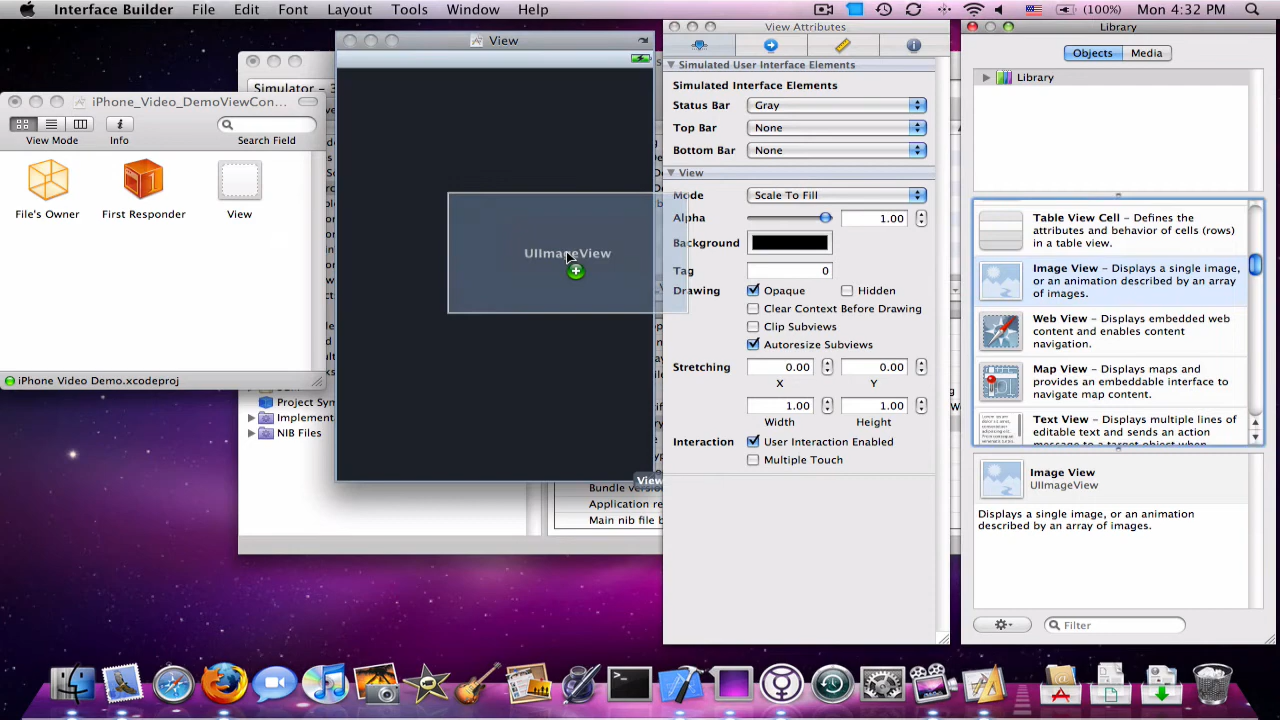 Interface Builder File Edit Font Layout Tools Window Help (100%) Mon 4:32 PM
View
View Attributes
Library
Simulator – 3
iPhone_Video_DemoViewCon...
View Mode Info Search Field
File's Owner First Responder View
iPhone Video Demo.xcodeproj
Project Sym
Implement
NIB Files
UIImageView
View
Bundle version
Application re
Main nib file b
Simulated User Interface Elements
Simulated Interface Elements
Status Bar Gray
Top Bar None
Bottom Bar None
View
Mode Scale To Fill
Alpha 1.00
Background
Tag 0
Drawing Opaque Hidden
Clear Context Before Drawing
Clip Subviews
Autoresize Subviews
Stretching 0.00 0.00
X Y
1.00 1.00
Width Height
Interaction User Interaction Enabled
Multiple Touch
Objects Media
Library
Table View Cell – Defines the
attributes and behavior of cells (rows)
in a table view.
Image View – Displays a single image,
or an animation described by an array
of images.
Web View – Displays embedded web
content and enables content
navigation.
Map View – Displays maps and
provides an embeddable interface to
navigate map content.
Text View – Displays multiple lines of
editable text and sends an action
message to a target object when
Image View
UIImageView
Displays a single image, or an animation
described by an array of images.
Filter